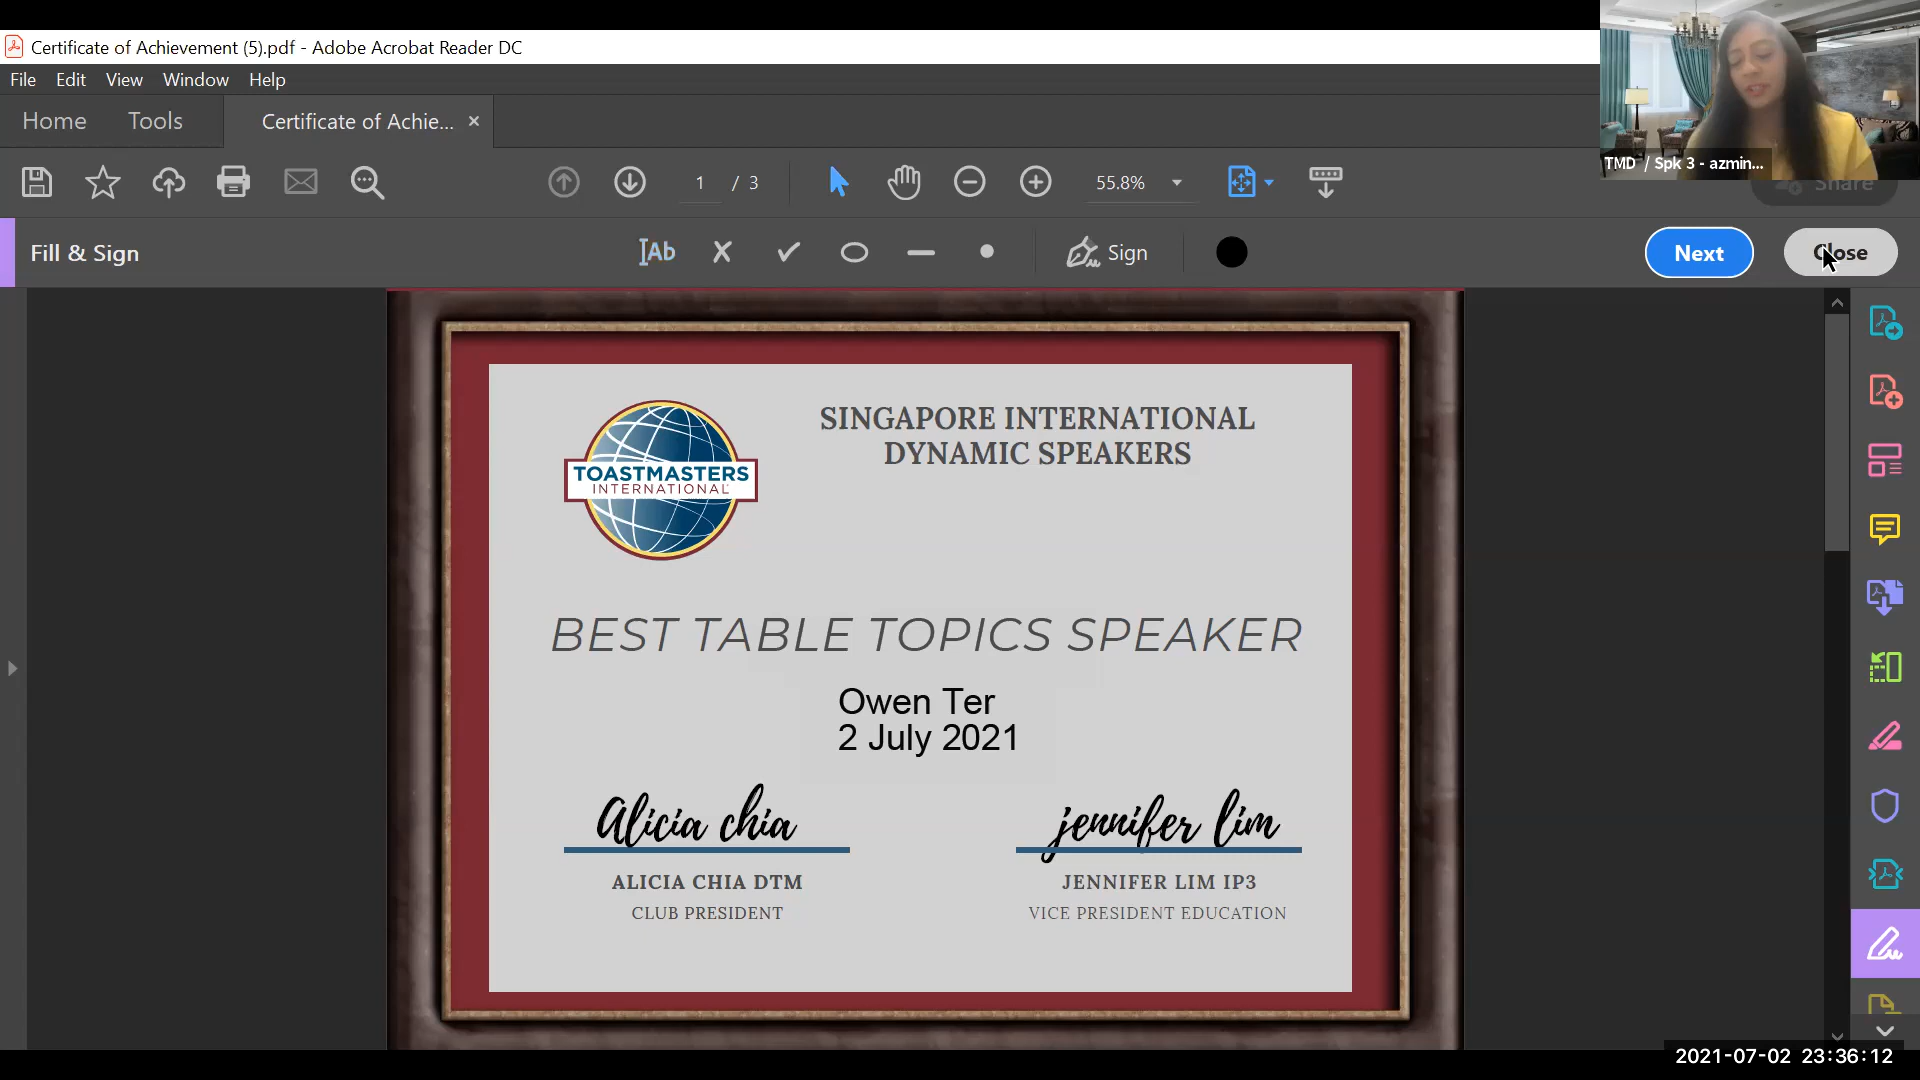 Certificate of Achievement (5).pdf - Adobe Acrobat Reader DC
File Edit View Window Help
Home Tools Certificate of Achie... ×
TMD / Spk 3 - azmin...
1 / 3 55.8% Share
Fill & Sign Ab Sign Next Close
SINGAPORE INTERNATIONAL
DYNAMIC SPEAKERS
TOASTMASTERS
INTERNATIONAL
BEST TABLE TOPICS SPEAKER
Owen Ter
2 July 2021
Alicia chia jennifer lim
ALICIA CHIA DTM JENNIFER LIM IP3
CLUB PRESIDENT VICE PRESIDENT EDUCATION
2021-07-02 23:36:12